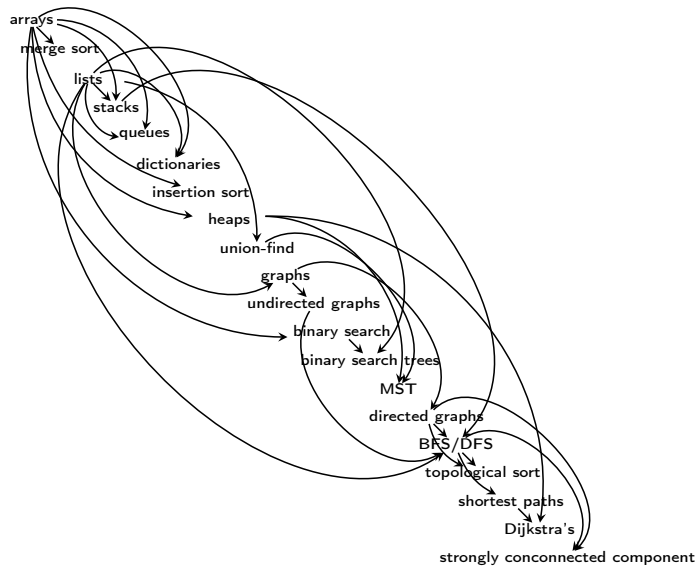 arrays
merge sort
lists
stacks
queues
dictionaries
insertion sort
heaps
union-find
graphs
undirected graphs
binary search
binary search trees
MST
directed graphs
BFS/DFS
topological sort
shortest paths
Dijkstra's
strongly conconnected component